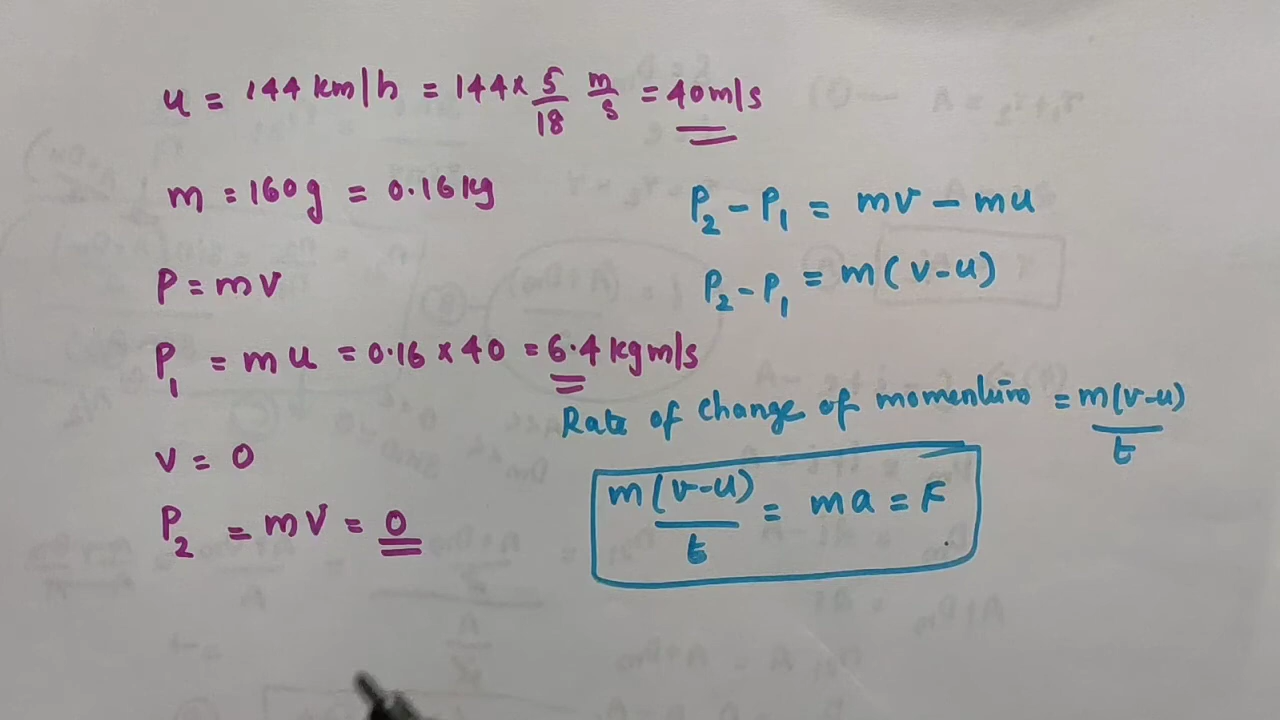 u = 144 km/h = 144 × 5/18 m/s = 40 m/s
m = 160g = 0.16 kg
P = mv
P₁ = mu = 0.16 × 40 = 6.4 kg m/s
v = 0
P₂ = mv = 0
P₂ - P₁ = mv - mu
P₂ - P₁ = m(v-u)
Rate of change of momentum = m(v-u)/t
m(v-u)/t = ma = F